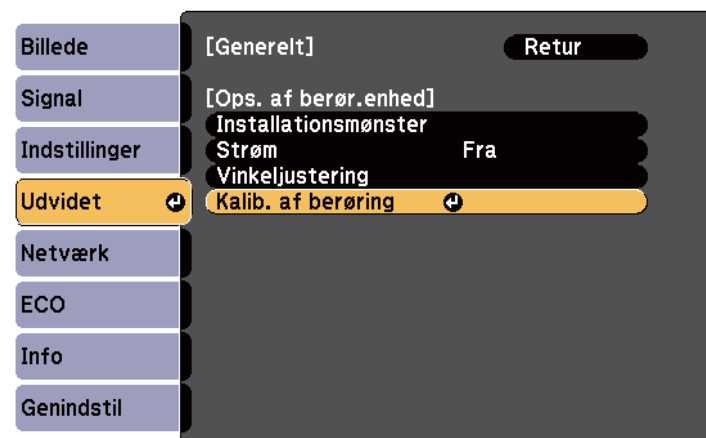 Billede
Signal
Indstillinger
Udvidet
Netværk
ECO
Info
Genindstil
[Generelt] Retur
[Ops. af berør.enhed]
Installationsmønster
Strøm Fra
Vinkeljustering
Kalib. af berøring